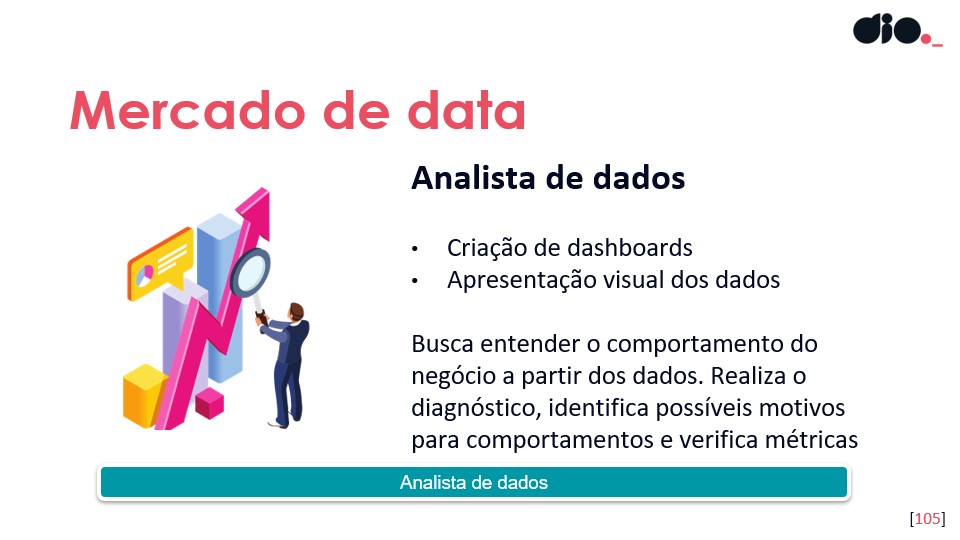 dio._
Mercado de data
Analista de dados
• Criação de dashboards
• Apresentação visual dos dados
Busca entender o comportamento do
negócio a partir dos dados. Realiza o
diagnóstico, identifica possíveis motivos
para comportamentos e verifica métricas
Analista de dados
[105]